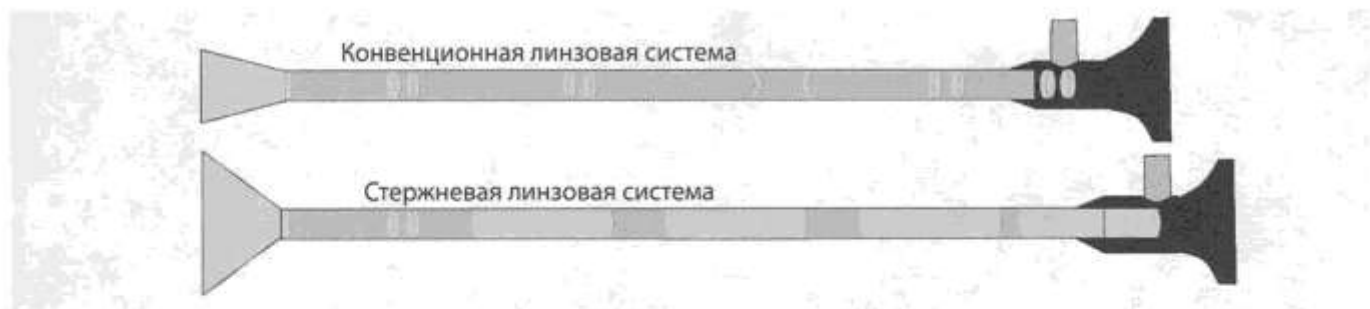 Конвенционная линзовая система
Стержневая линзовая система